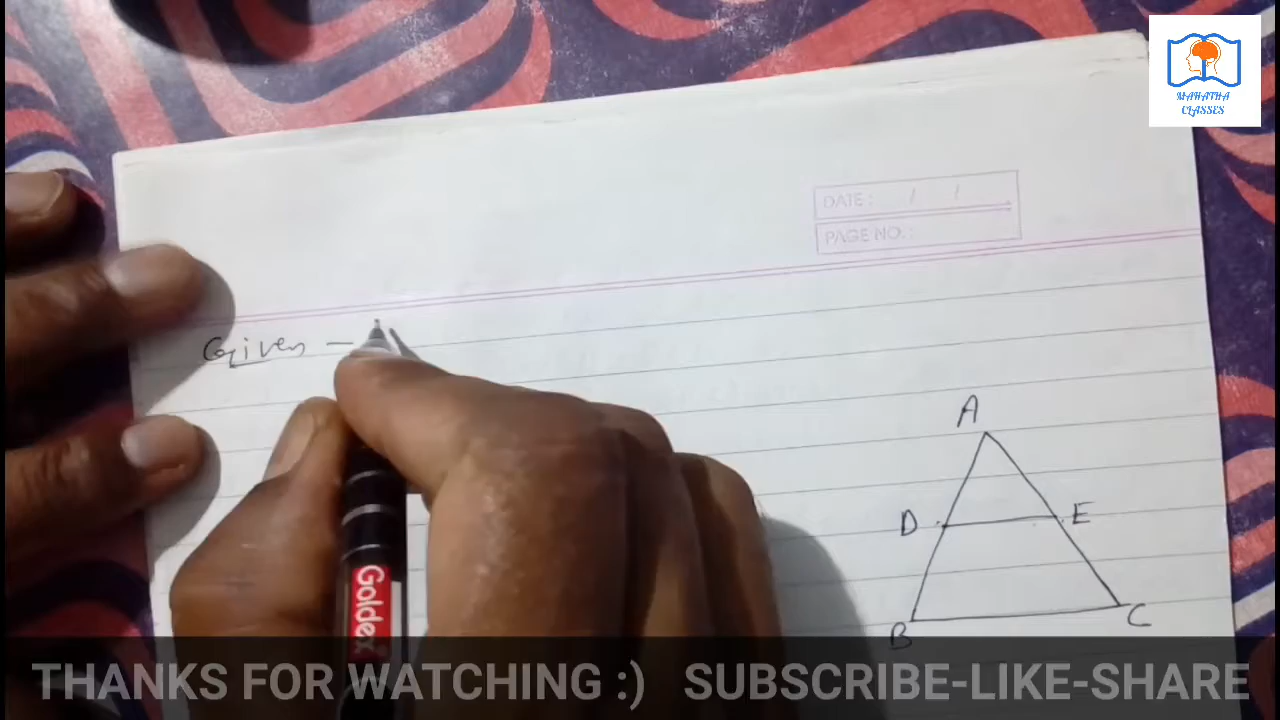 MAHATHA
CLASSES
DATE : / /
PAGE NO. :
Given –
A
D E
B C
Goldex
THANKS FOR WATCHING :) SUBSCRIBE-LIKE-SHARE